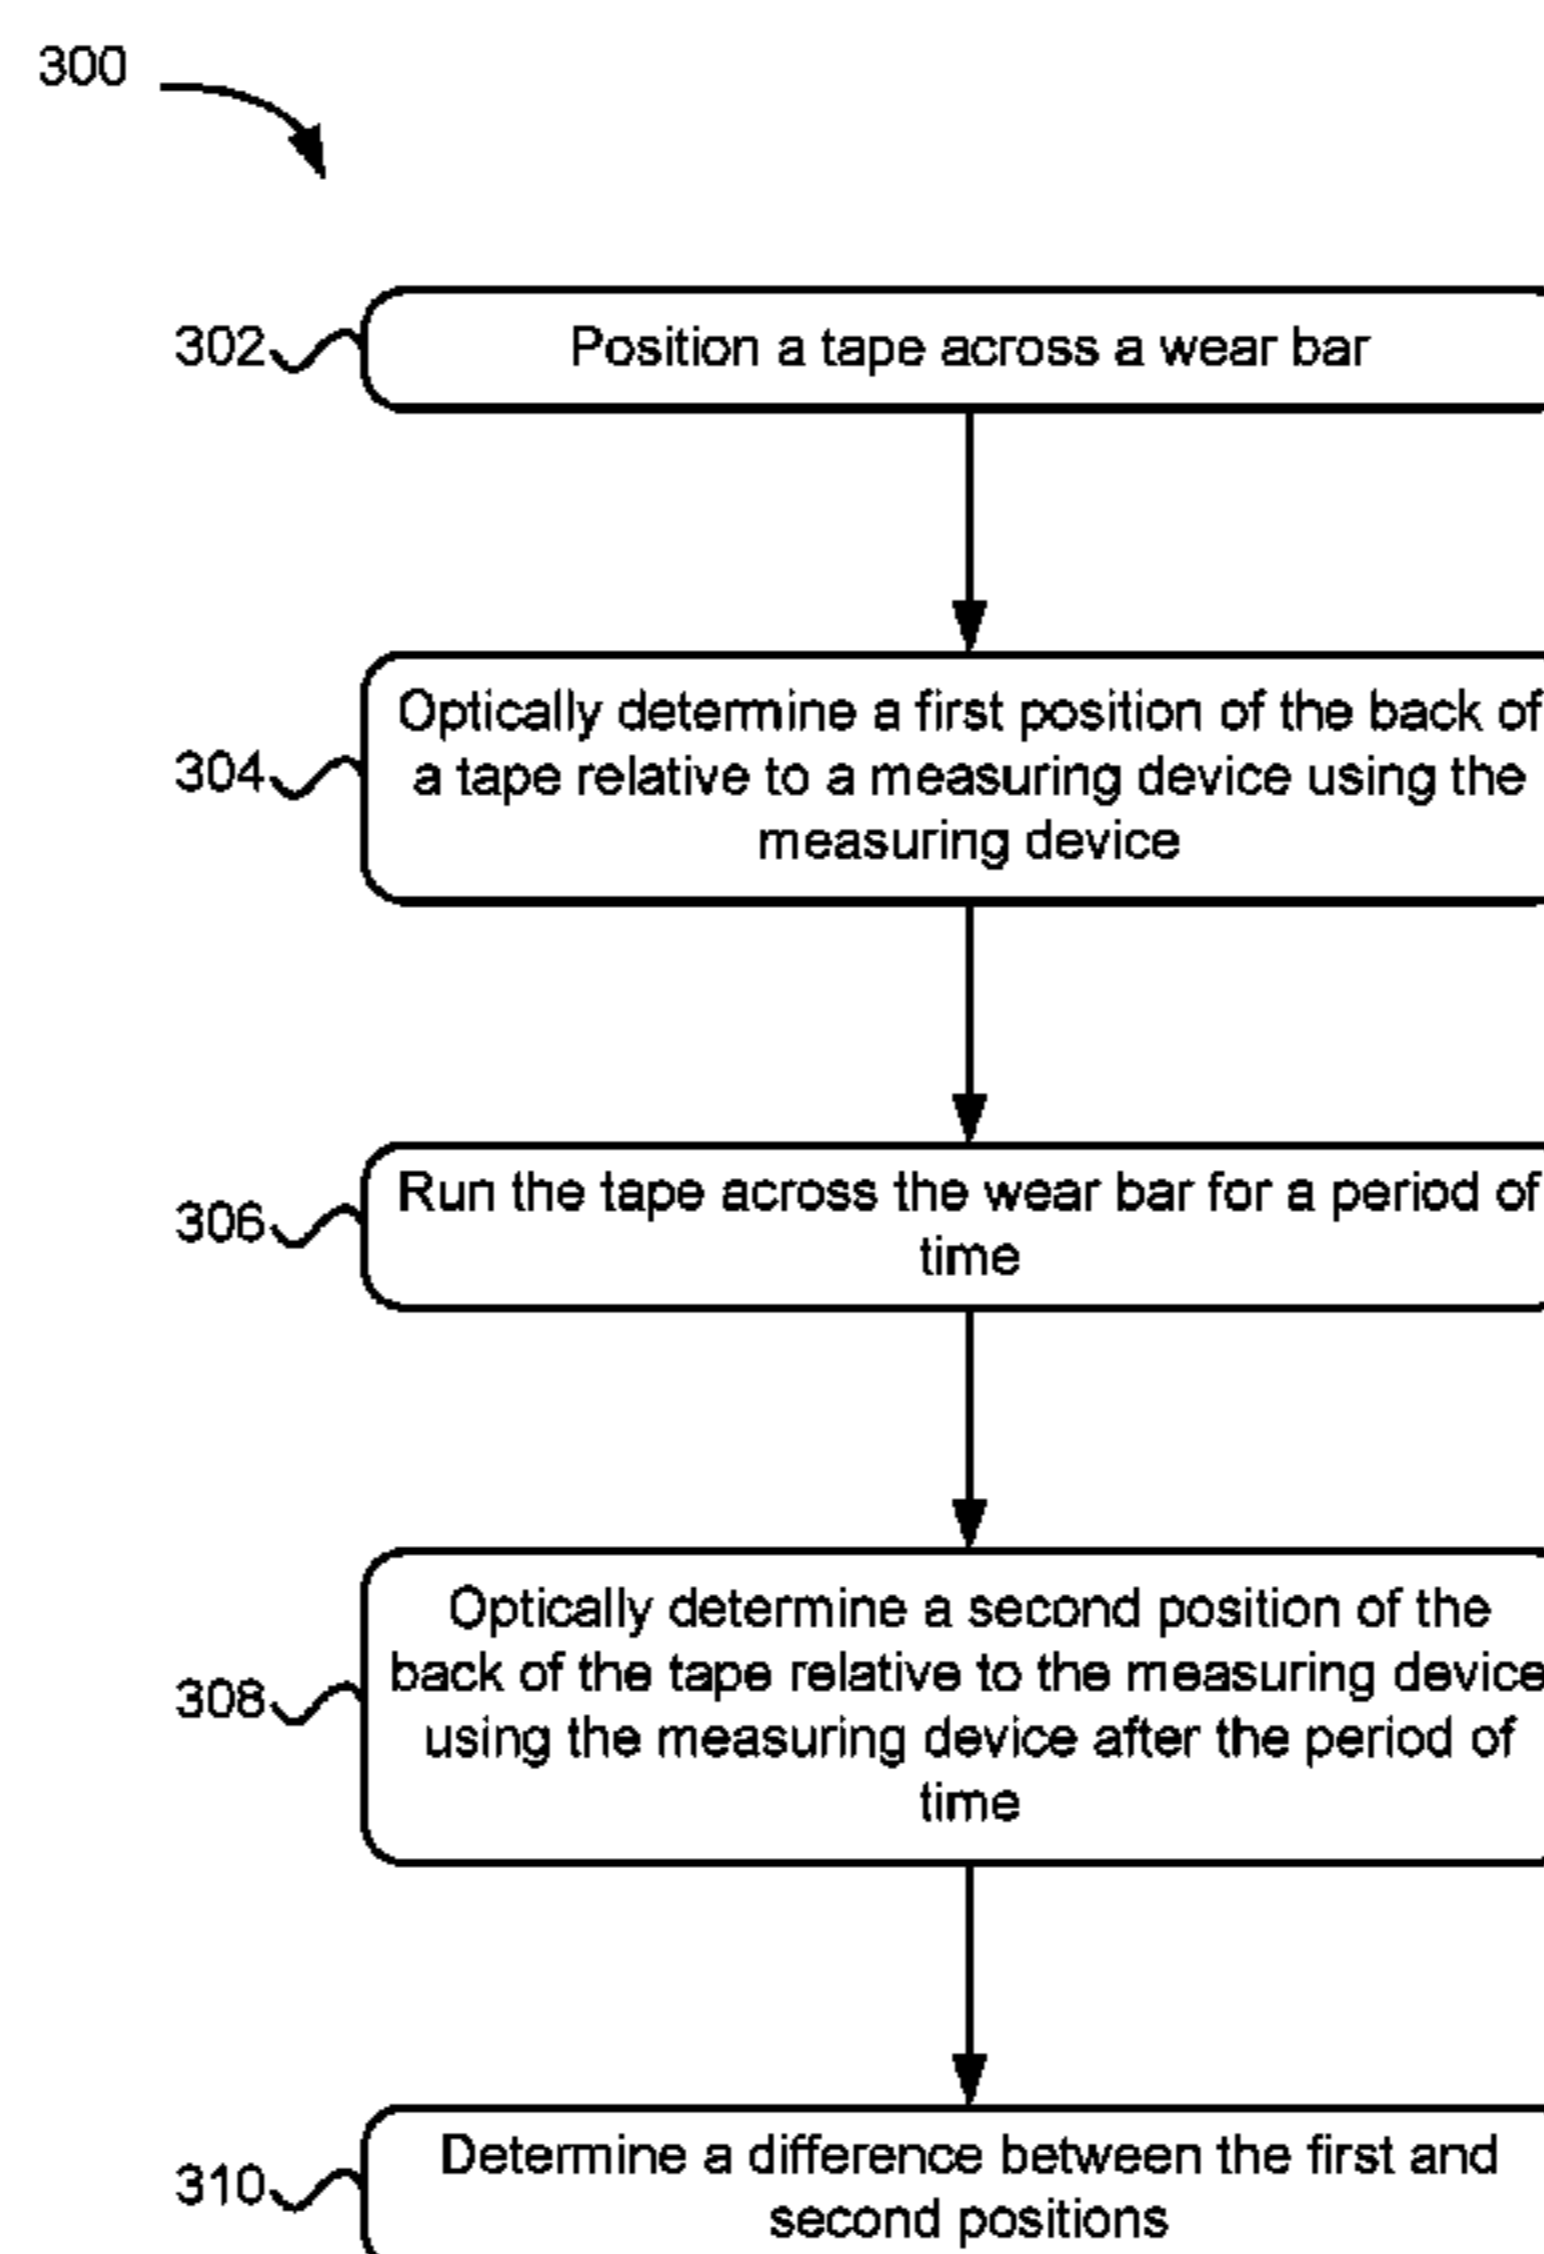 300
302
Position a tape across a wear bar
Optically determine a first position of the back of
304
a tape relative to a measuring device using the
measuring device
306
Run the tape across the wear bar for a period of
time
Optically determine a second position of the
back of the tape relative to the measuring device
308
using the measuring device after the period of
time
310
Determine a difference between the first and
second positions